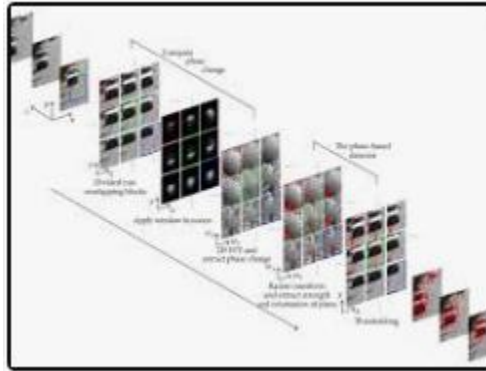 Compute
phase
change
The phase-based
detector
Divided into
overlapping blocks
Apply window function
2D FFT and
extract phase change
Radon transform
and extract strength
and orientation of plane
Thresholding